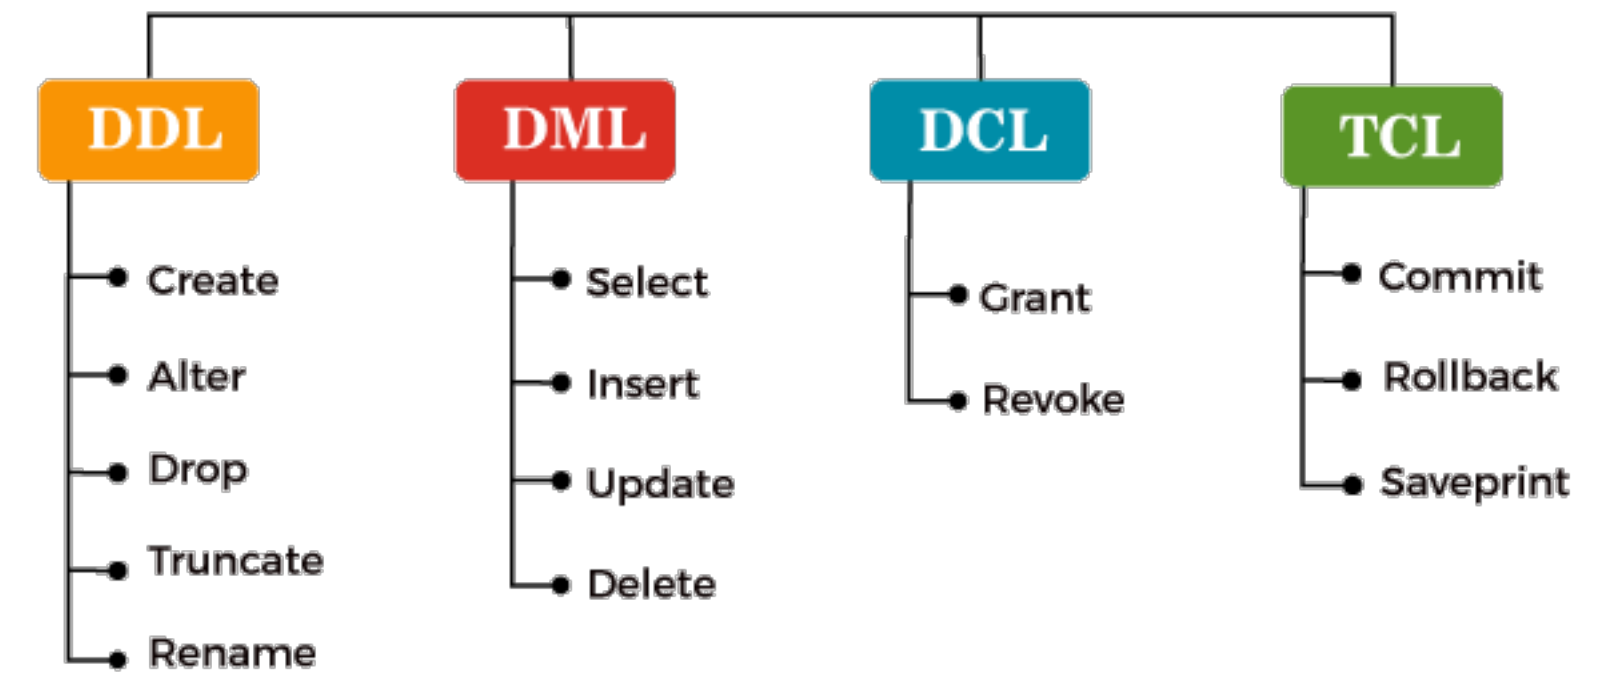 DDL
Create
Alter
Drop
Truncate
Rename
DML
Select
Insert
Update
Delete
DCL
Grant
Revoke
TCL
Commit
Rollback
Saveprint